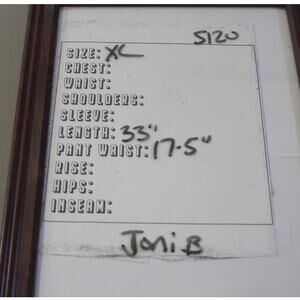 5120
SIZE: XL
CHEST:
WAIST:
SHOULDERS:
SLEEVE:
LENGTH: 33"
PANT WAIST: 17.5"
RISE:
HIPS:
INSEAM:
Joni B